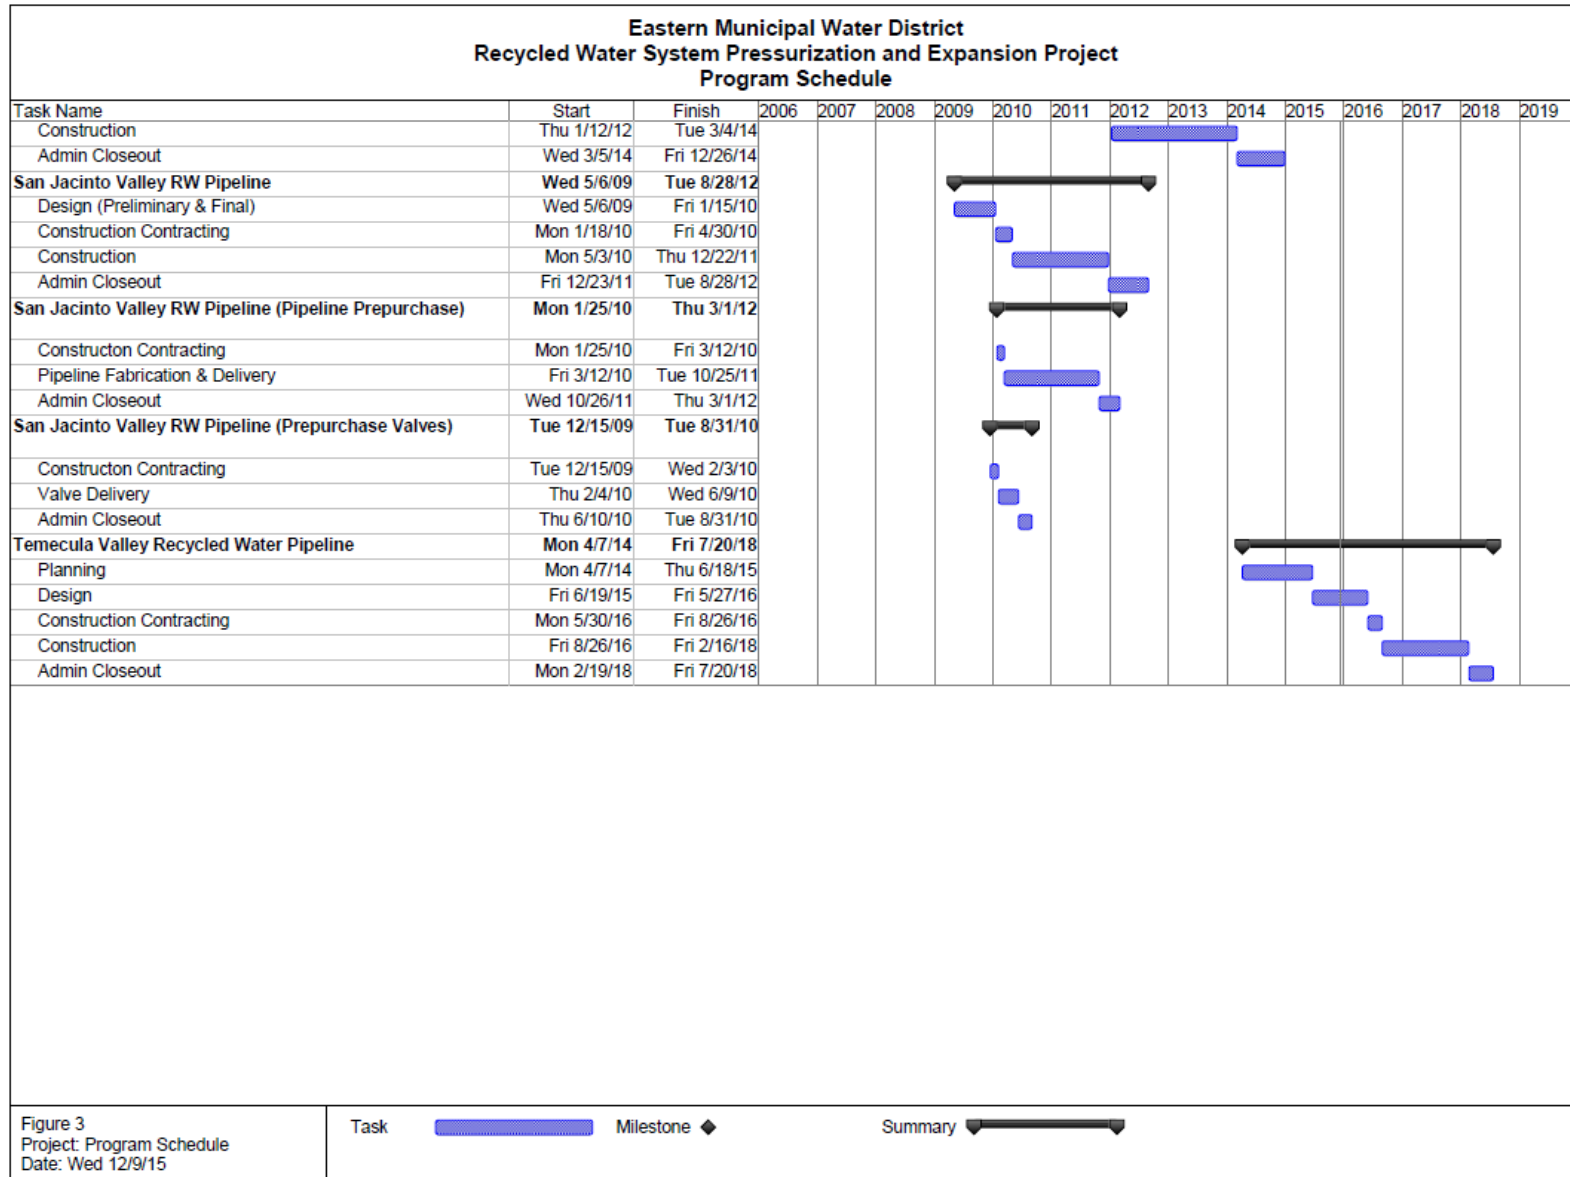 Eastern Municipal Water District
Recycled Water System Pressurization and Expansion Project
Program Schedule
Task Name Start Finish 2006 2007 2008 2009 2010 2011 2012 2013 2014 2015 2016 2017 2018 2019
Construction Thu 1/12/12 Tue 3/4/14
Admin Closeout Wed 3/5/14 Fri 12/26/14
San Jacinto Valley RW Pipeline Wed 5/6/09 Tue 8/28/12
Design (Preliminary & Final) Wed 5/6/09 Fri 1/15/10
Construction Contracting Mon 1/18/10 Fri 4/30/10
Construction Mon 5/3/10 Thu 12/22/11
Admin Closeout Fri 12/23/11 Tue 8/28/12
San Jacinto Valley RW Pipeline (Pipeline Prepurchase) Mon 1/25/10 Thu 3/1/12
Constructon Contracting Mon 1/25/10 Fri 3/12/10
Pipeline Fabrication & Delivery Fri 3/12/10 Tue 10/25/11
Admin Closeout Wed 10/26/11 Thu 3/1/12
San Jacinto Valley RW Pipeline (Prepurchase Valves) Tue 12/15/09 Tue 8/31/10
Constructon Contracting Tue 12/15/09 Wed 2/3/10
Valve Delivery Thu 2/4/10 Wed 6/9/10
Admin Closeout Thu 6/10/10 Tue 8/31/10
Temecula Valley Recycled Water Pipeline Mon 4/7/14 Fri 7/20/18
Planning Mon 4/7/14 Thu 6/18/15
Design Fri 6/19/15 Fri 5/27/16
Construction Contracting Mon 5/30/16 Fri 8/26/16
Construction Fri 8/26/16 Fri 2/16/18
Admin Closeout Mon 2/19/18 Fri 7/20/18
Figure 3
Project: Program Schedule
Date: Wed 12/9/15
Task Milestone Summary